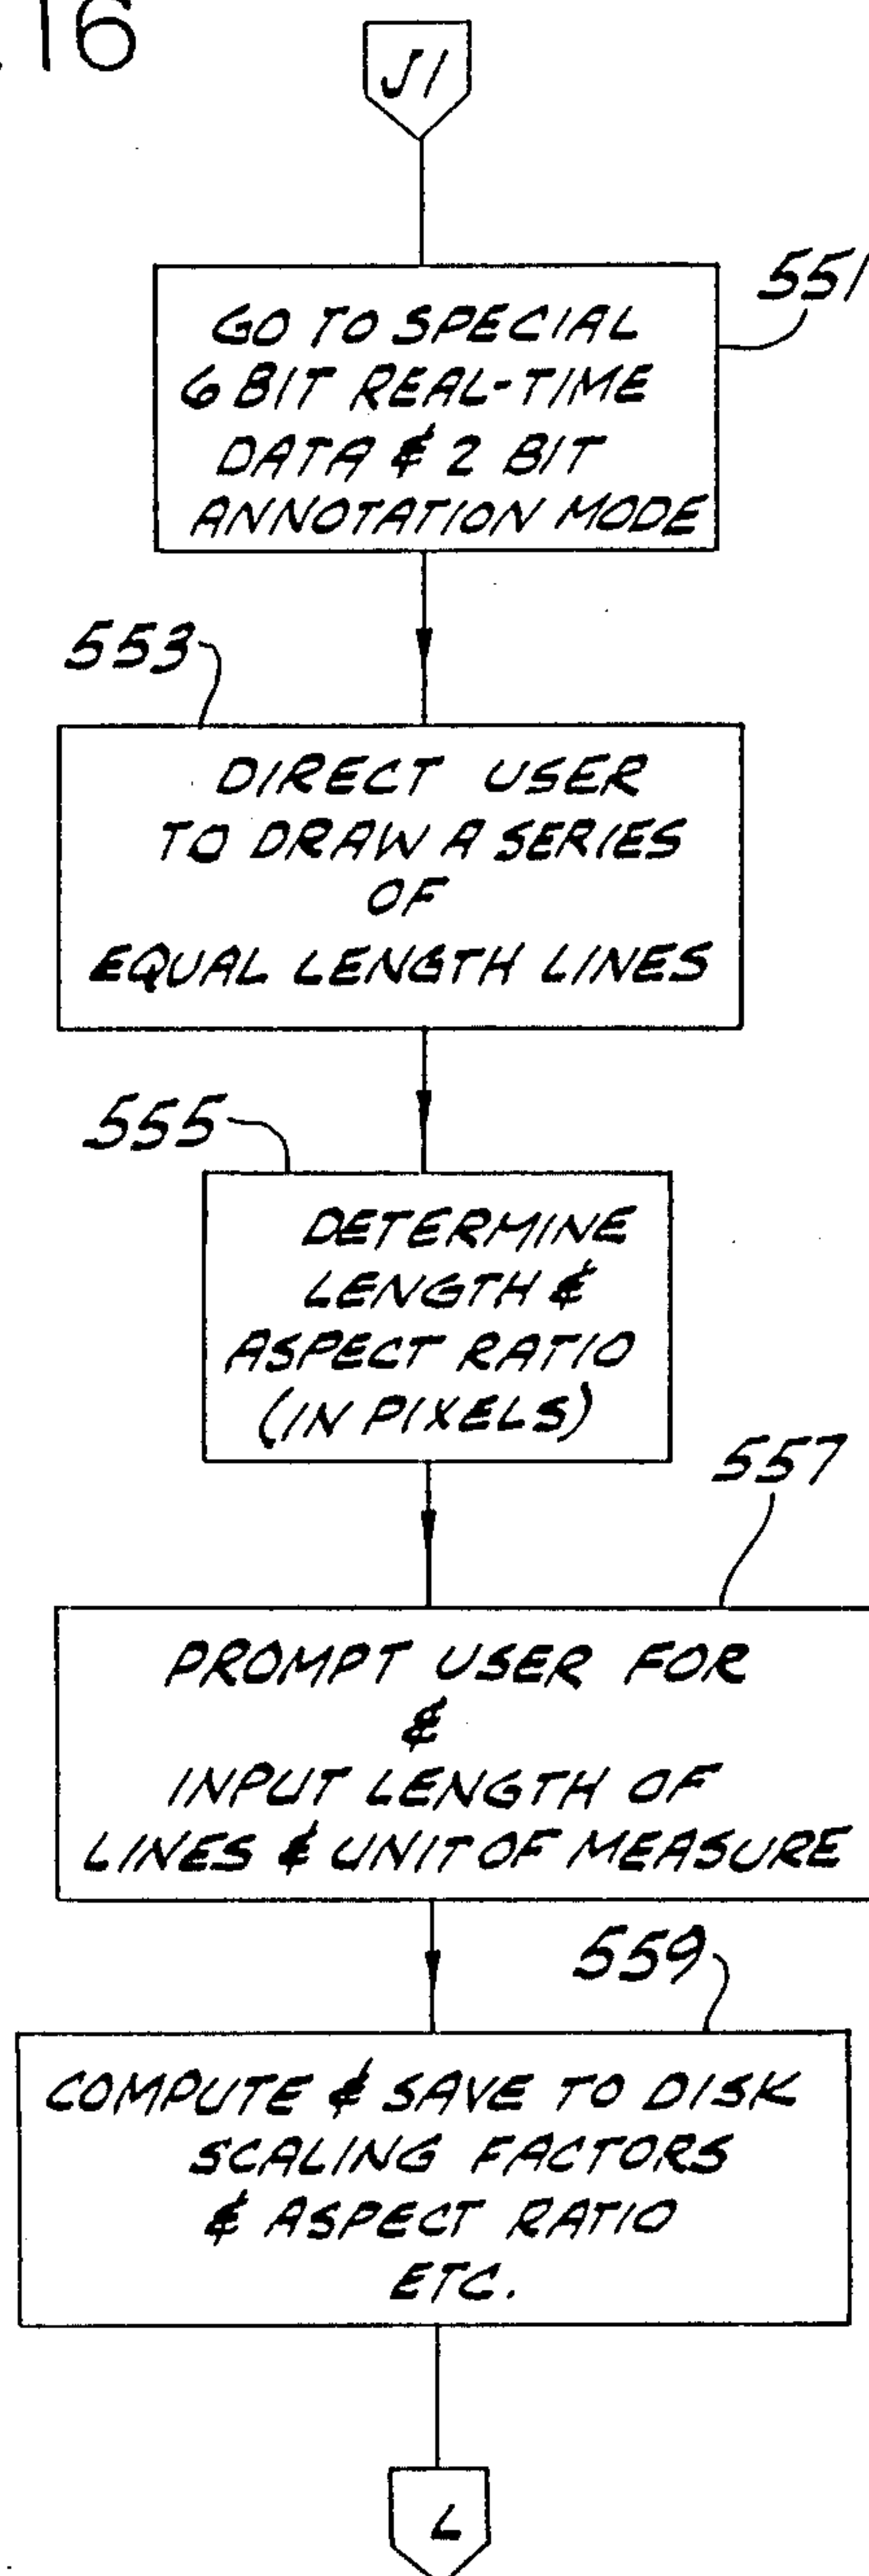 .16
J1
551
GO TO SPECIAL
6 BIT REAL-TIME
DATA & 2 BIT
ANNOTATION MODE
553
DIRECT USER
TO DRAW A SERIES
OF
EQUAL LENGTH LINES
555
DETERMINE
LENGTH &
ASPECT RATIO
(IN PIXELS)
557
PROMPT USER FOR
&
INPUT LENGTH OF
LINES & UNIT OF MEASURE
559
COMPUTE & SAVE TO DISK
SCALING FACTORS
& ASPECT RATIO
ETC.
L